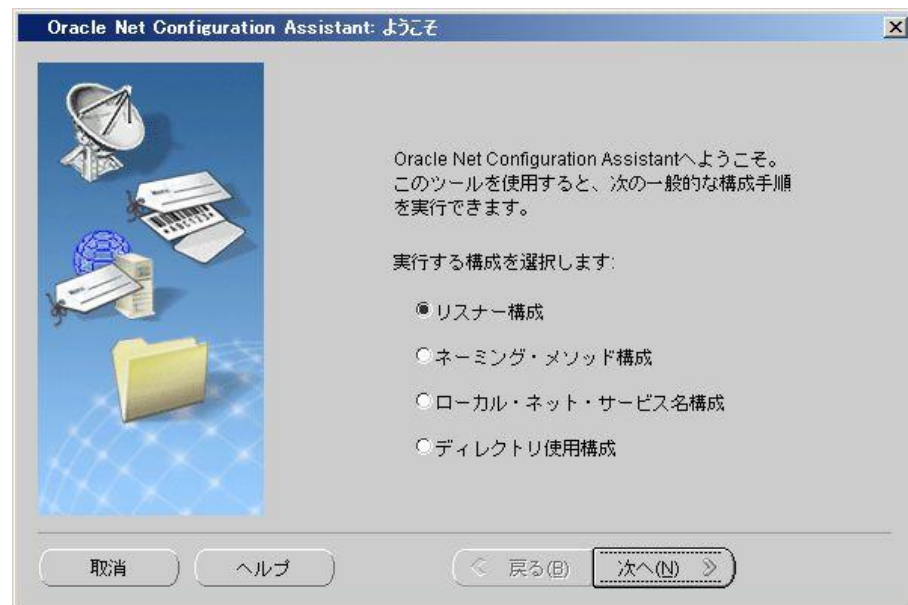 Oracle Net Configuration Assistant: ようこそ
Oracle Net Configuration Assistantへようこそ。
このツールを使用すると、次の一般的な構成手順
を実行できます。
実行する構成を選択します:
リスナー構成
ネーミング・メソッド構成
ローカル・ネット・サービス名構成
ディレクトリ使用構成
取消
ヘルプ
戻る(B)
次へ(N)